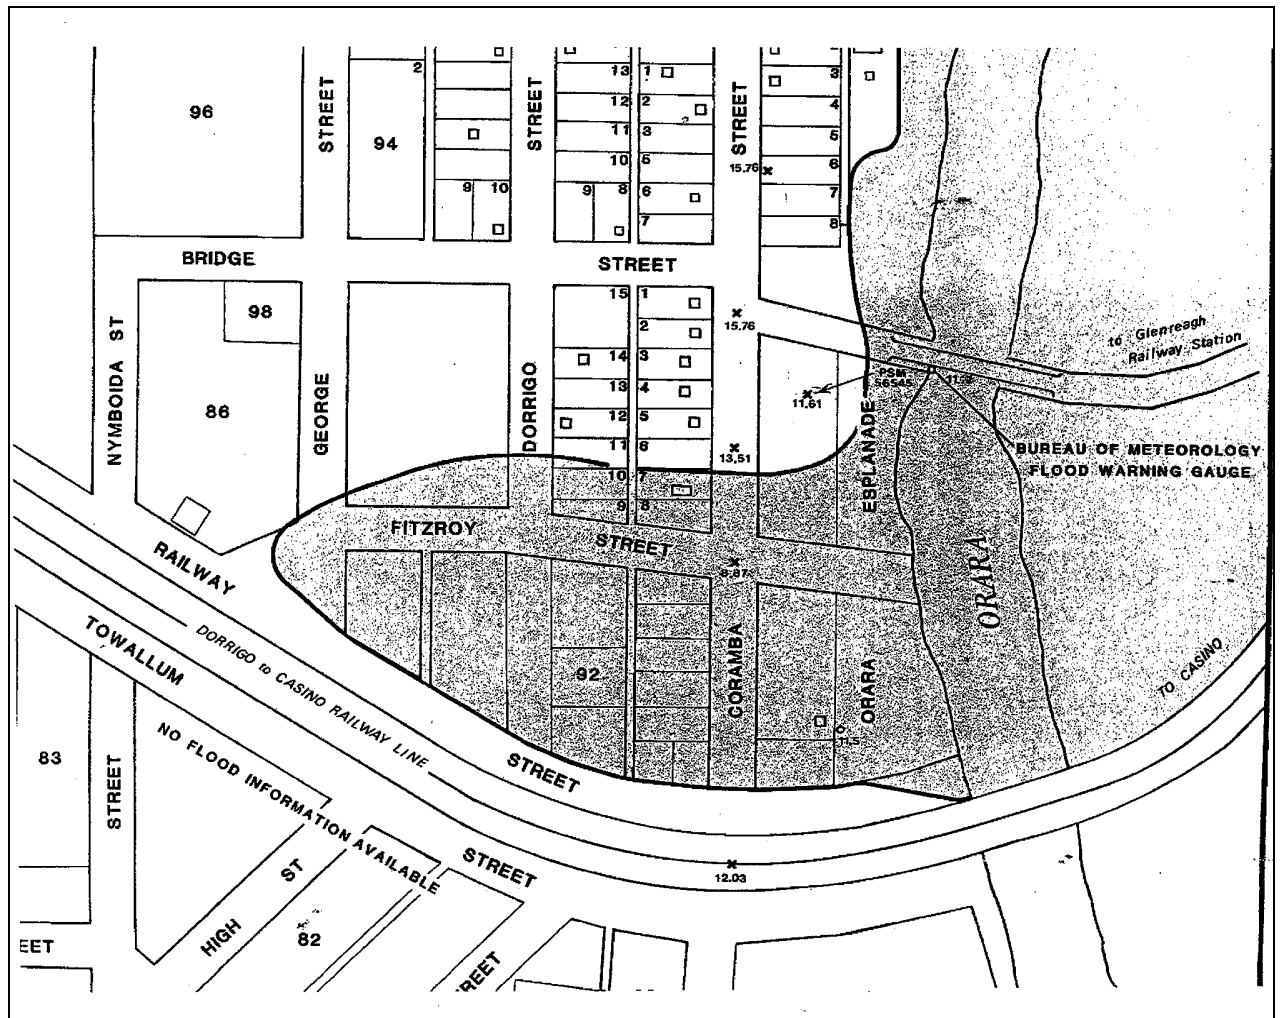 96
STREET
2
94
9
10
STREET
13
12
11
10
9
8
1
2
3
5
6
7
STREET
15.76
3
4
5
6
7
8
BRIDGE
STREET
NYMBOIDA ST
98
86
GEORGE
DORRIGO
15
14
13
12
11
10
9
1
2
3
4
5
6
7
8
15.76
13,51
11.61
PSM
56545
ESPLANADE
to Glenreagh
Railway Station
BUREAU OF METEOROLOGY
FLOOD WARNING GAUGE
FITZROY
STREET
ORARA
RAILWAY
STREET
TOWALLUM
STREET
DORRIGO to CASINO RAILWAY LINE
92
CORAMBA
ORARA
TO CASINO
83
STREET
NO FLOOD INFORMATION AVAILABLE
12.03
HIGH
ST
82
EET
REET